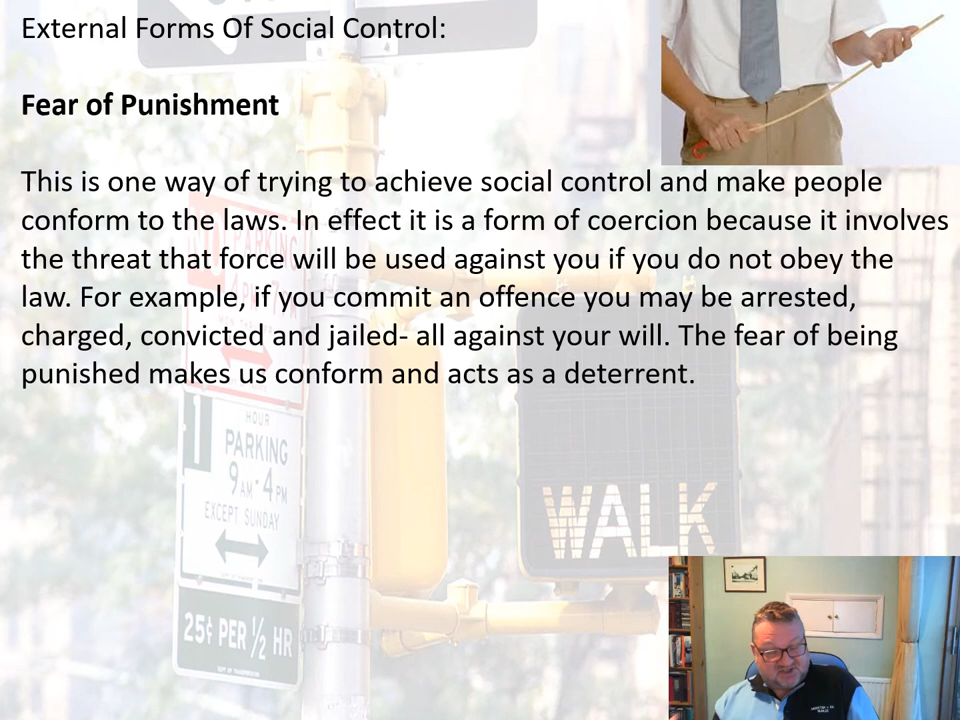 External Forms Of Social Control:
Fear of Punishment
This is one way of trying to achieve social control and make people
conform to the laws. In effect it is a form of coercion because it involves
the threat that force will be used against you if you do not obey the
law. For example, if you commit an offence you may be arrested,
charged, convicted and jailed- all against your will. The fear of being
punished makes us conform and acts as a deterrent.
PARKING
1
HOUR
PARKING
9AM-4PM
EXCEPT SUNDAY
WALK
25¢ PER 1/2 HR